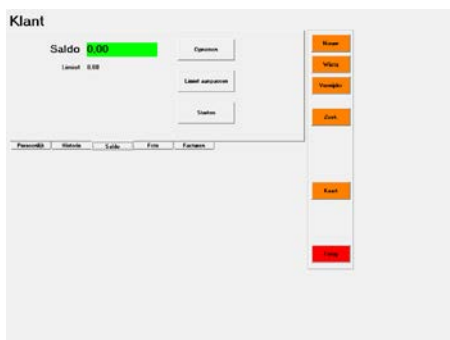 Klant
Saldo 0,00
Opnemen
Limiet 0,00
Limiet aanpassen
Storten
Persoonlijk Historie Saldo Foto Facturen
Nieuw
Wijzig
Verwijder
Zoek
Kaart
Terug